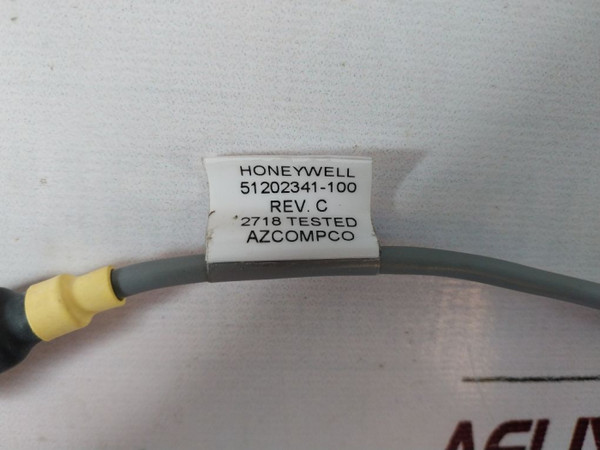 HONEYWELL
51202341-100
REV. C
2718 TESTED
AZCOMPCO